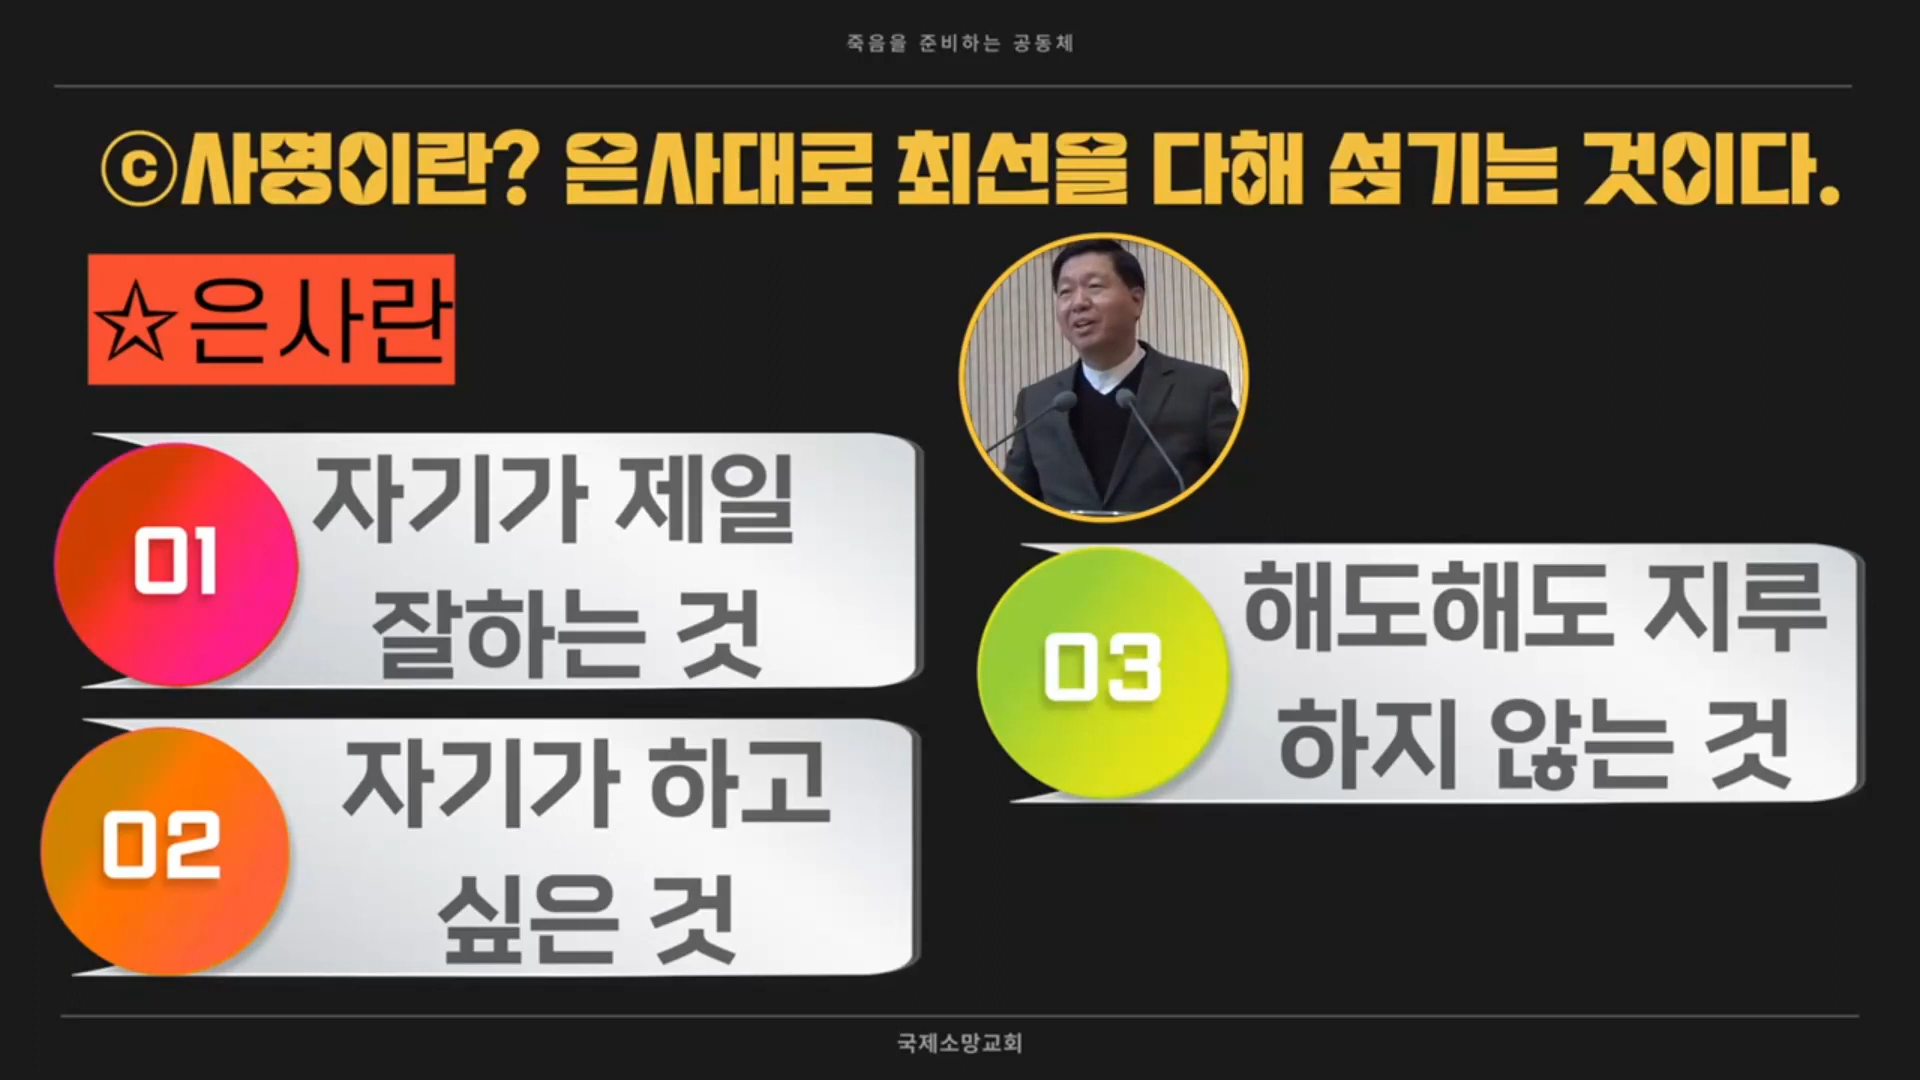 죽음을 준비하는 공동체
ⓒ사명이란? 은사대로 최선을 다해 섬기는 것이다.
☆은사란
01
자기가 제일
잘하는 것
02
자기가 하고
싶은 것
03
해도해도 지루
하지 않는 것
국제소망교회